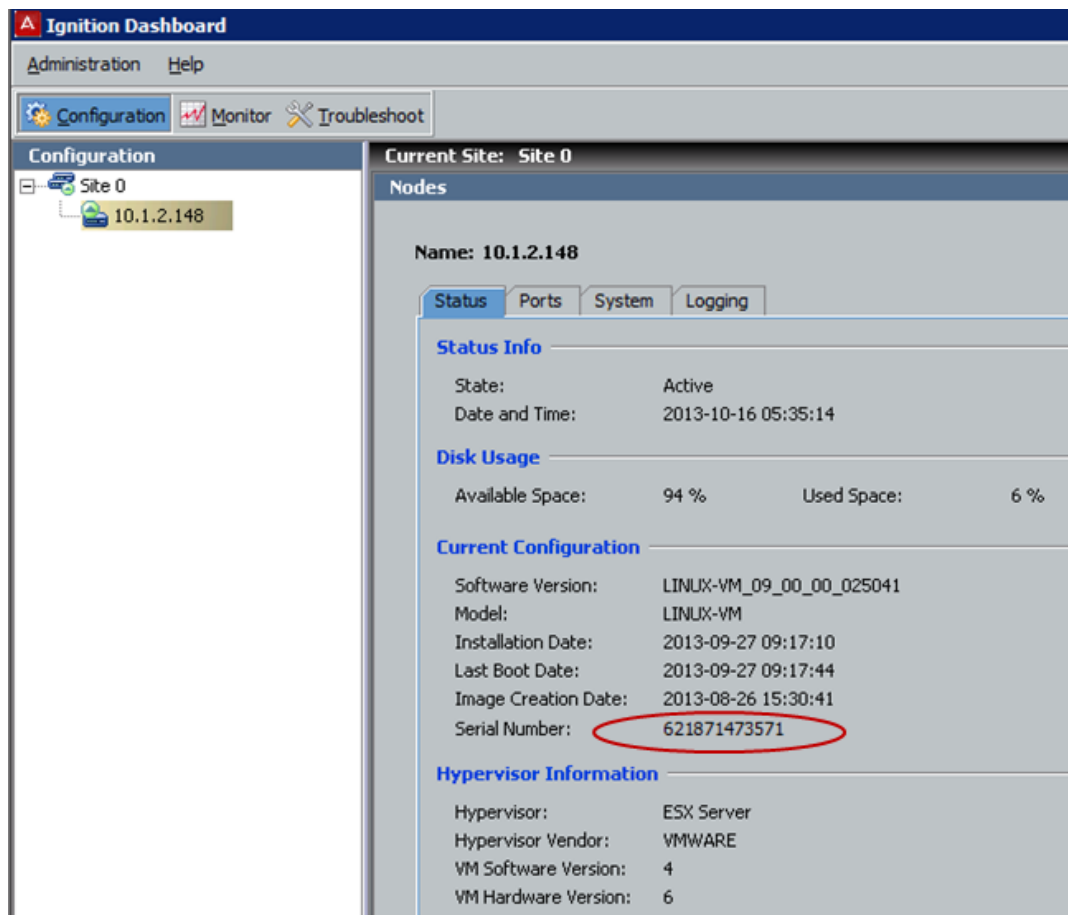 Ignition Dashboard
Administration Help
Configuration Monitor Troubleshoot
Configuration
Site 0
10.1.2.148
Current Site: Site 0
Nodes
Name: 10.1.2.148
Status Ports System Logging
Status Info
State: Active
Date and Time: 2013-10-16 05:35:14
Disk Usage
Available Space: 94 % Used Space: 6 %
Current Configuration
Software Version: LINUX-VM_09_00_00_025041
Model: LINUX-VM
Installation Date: 2013-09-27 09:17:10
Last Boot Date: 2013-09-27 09:17:44
Image Creation Date: 2013-08-26 15:30:41
Serial Number: 621871473571
Hypervisor Information
Hypervisor: ESX Server
Hypervisor Vendor: VMWARE
VM Software Version: 4
VM Hardware Version: 6